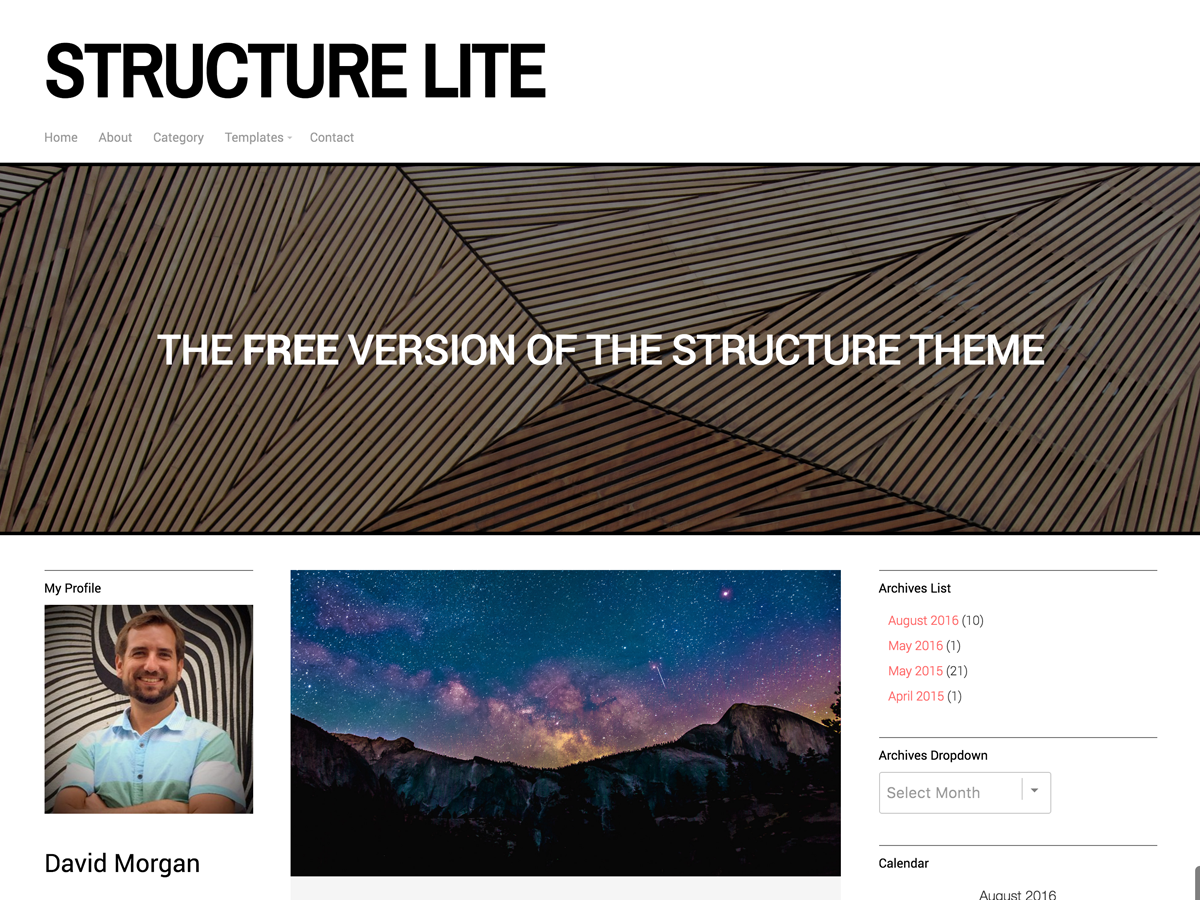 STRUCTURE LITE
Home About Category Templates Contact
THE FREE VERSION OF THE STRUCTURE THEME
My Profile
David Morgan
Archives List
August 2016 (10)
May 2016 (1)
May 2015 (21)
April 2015 (1)
Archives Dropdown
Select Month
Calendar
August 2016